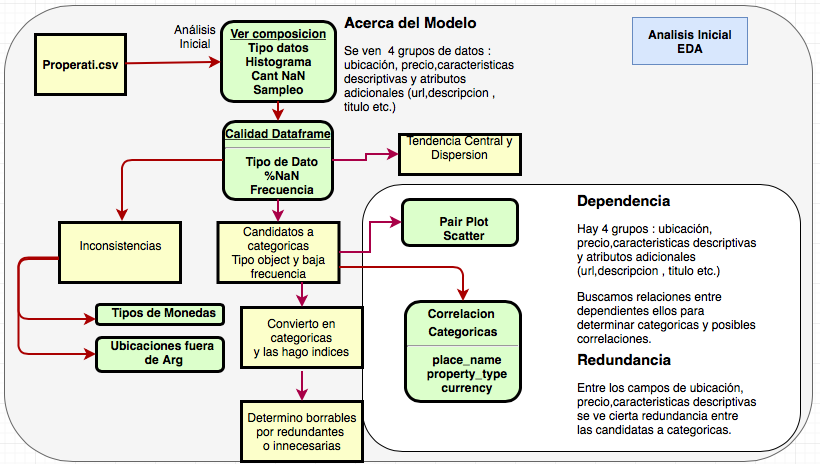 Análisis
Inicial
Properati.csv
Ver composicion
Tipo datos
Histograma
Cant NaN
Sampleo
Acerca del Modelo
Se ven 4 grupos de datos :
ubicación, precio,caracteristicas
descriptivas y atributos
adicionales (url,descripcion ,
titulo etc.)
Analisis Inicial
EDA
Calidad Dataframe
Tipo de Dato
%NaN
Frecuencia
Tendencia Central y
Dispersion
Inconsistencias
Candidatos a
categoricas
Tipo object y baja
frecuencia
Pair Plot
Scatter
Dependencia
Hay 4 grupos : ubicación,
precio,caracteristicas descriptivas
y atributos adicionales
(url,descripcion , titulo etc.)
Buscamos relaciones entre
dependientes ellos para
determinar categoricas y posibles
correlaciones.
Redundancia
Entre los campos de ubicación,
precio,caracteristicas descriptivas
se ve cierta redundancia entre
las candidatas a categoricas.
Tipos de Monedas
Ubicaciones fuera
de Arg
Convierto en
categoricas
y las hago indices
Correlacion
Categoricas
place_name
property_type
currency
Determino borrables
por redundantes
o innecesarias